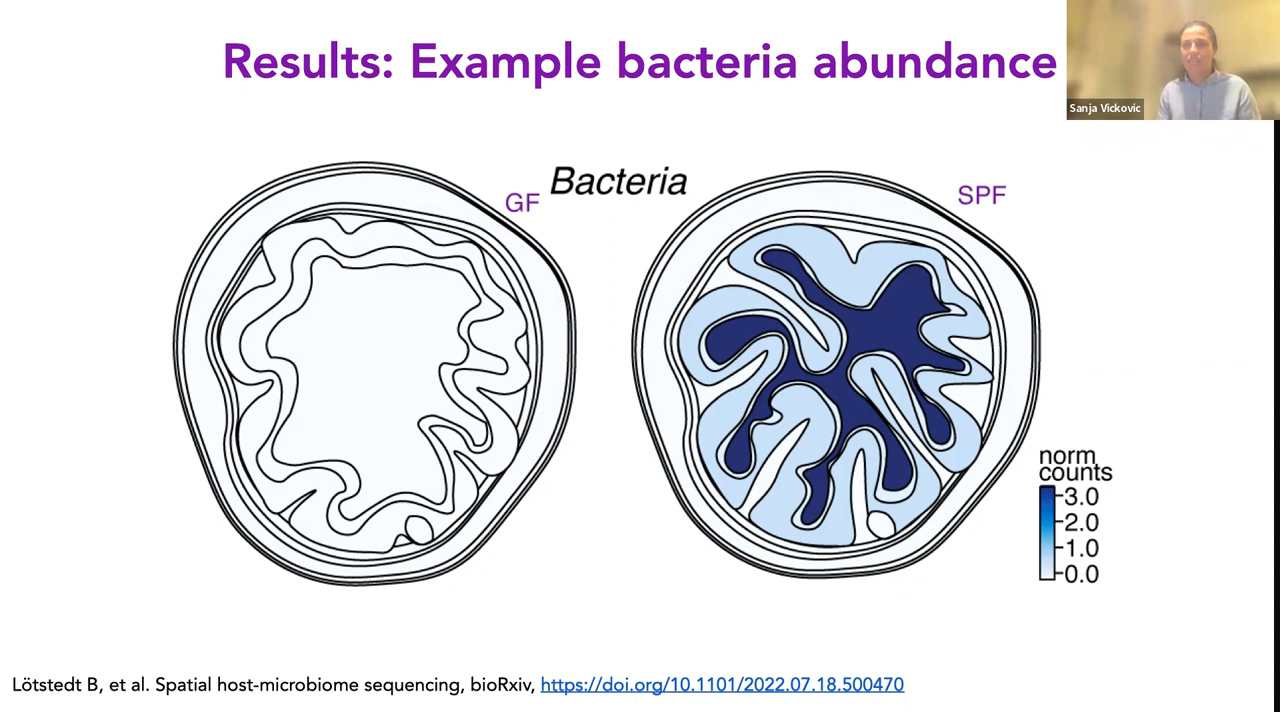 Results: Example bacteria abundance
Sanja Vickovic
GF
Bacteria
SPF
norm
counts
3.0
2.0
1.0
0.0
Lötstedt B, et al. Spatial host-microbiome sequencing, bioRxiv, https://doi.org/10.1101/2022.07.18.500470